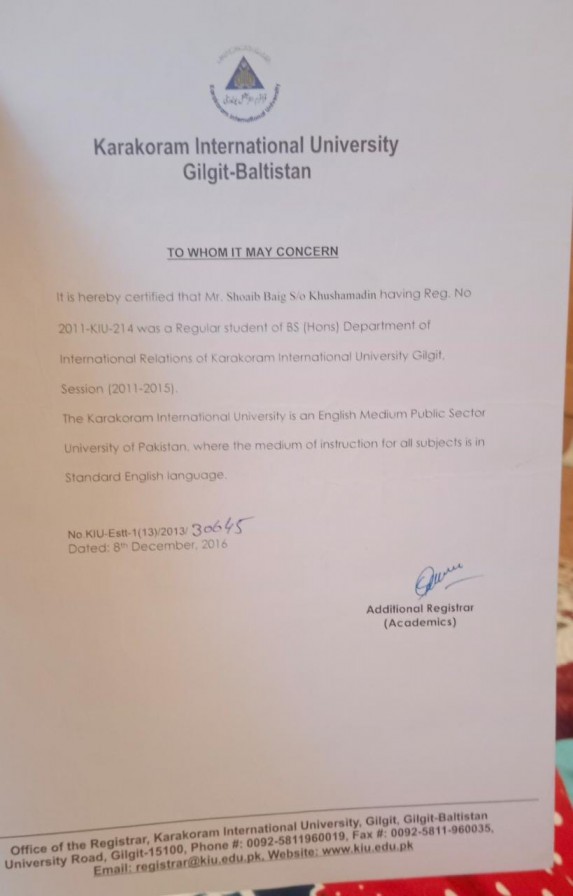 Karakoram International University
Karakoram International University
Gilgit-Baltistan
TO WHOM IT MAY CONCERN
It is hereby certified that Mr. Shoaib Baig S/o Khushamadin having Reg. No
2011-KIU-214 was a Regular student of BS (Hons) Department of
International Relations of Karakoram International University Gilgit,
Session (2011-2015).
The Karakoram International University is an English Medium Public Sector
University of Pakistan, where the medium of instruction for all subjects is in
Standard English language.
No.KIU-Estt-1(13)/2013/ 30645
Dated: 8th December, 2016
Additional Registrar
(Academics)
Office of the Registrar, Karakoram International University, Gilgit, Gilgit-Baltistan
University Road, Gilgit-15100, Phone #: 0092-5811960019, Fax #: 0092-5811-960035,
Email: registrar@kiu.edu.pk, Website: www.kiu.edu.pk